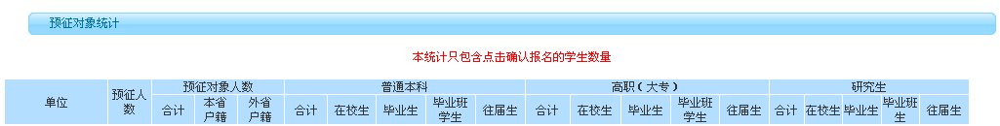 预征对象统计
本统计只包含点击确认报名的学生数量
单位 预征人数 预征对象人数 普通本科 高职（大专） 研究生
合计 本省户籍 外省户籍 合计 在校生 毕业生 毕业班学生 往届生 合计 在校生 毕业生 毕业班学生 往届生 合计 在校生 毕业生 毕业班生 往届生